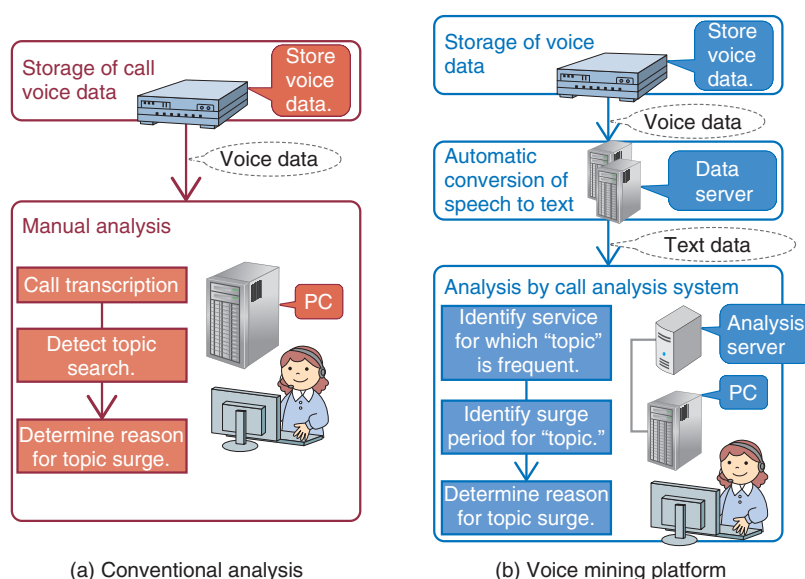 Storage of call
voice data
Store
voice
data.
Voice data
Manual analysis
Call transcription
PC
Detect topic
search.
Determine reason
for topic surge.
(a) Conventional analysis
Storage of voice
data
Store
voice
data.
Voice data
Automatic
conversion of
speech to text
Data
server
Text data
Analysis by call analysis system
Identify service
for which “topic”
is frequent.
Analysis
server
PC
Identify surge
period for “topic.”
Determine reason
for topic surge.
(b) Voice mining platform